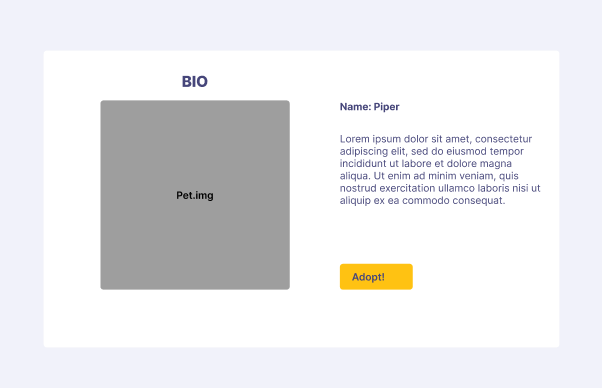 BIO
Pet.img
Name: Piper
Lorem ipsum dolor sit amet, consectetur
adipiscing elit, sed do eiusmod tempor
incididunt ut labore et dolore magna
aliqua. Ut enim ad minim veniam, quis
nostrud exercitation ullamco laboris nisi ut
aliquip ex ea commodo consequat.
Adopt!